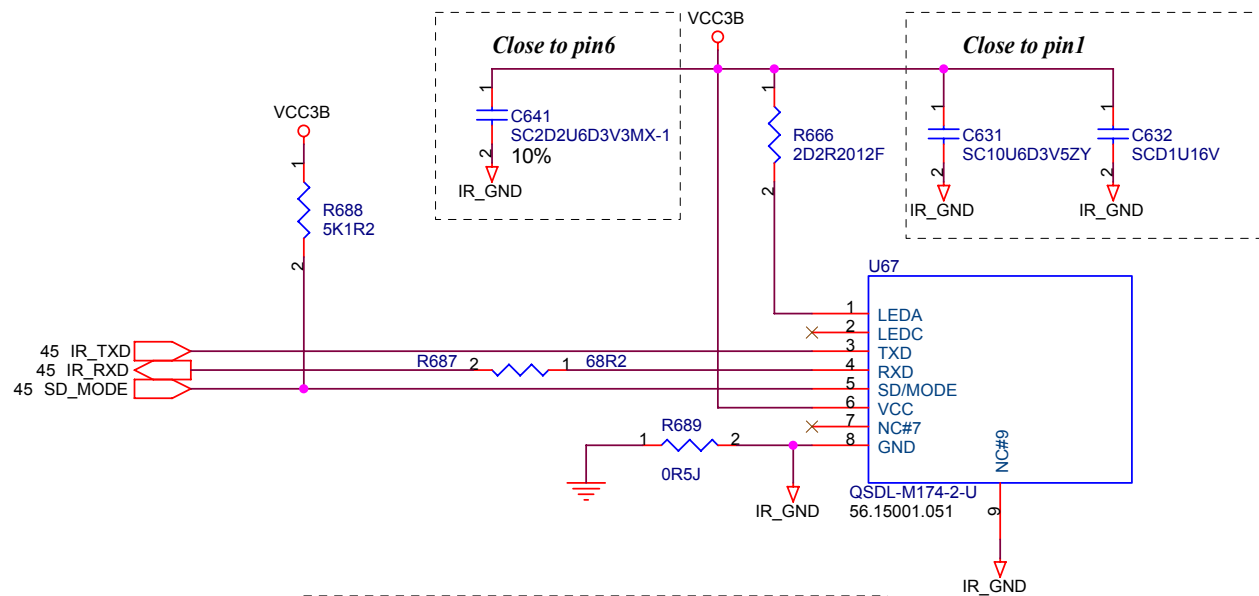 VCC3B
Close to pin6
Close to pin1
VCC3B
1
C641
SC2D2U6D3V3MX-1
2
10%
IR_GND
1
R666
2D2R2012F
2
1
C631
SC10U6D3V5ZY
2
IR_GND
1
C632
SCD1U16V
2
IR_GND
1
R688
5K1R2
2
U67
1
LEDA
2
LEDC
45 IR_TXD
3
TXD
45 IR_RXD
R687
2
1
68R2
4
RXD
45 SD_MODE
5
SD/MODE
6
VCC
7
NC#7
R689
1
2
0R5J
8
GND
IR_GND
NC#9
QSDL-M174-2-U
56.15001.051
9
IR_GND